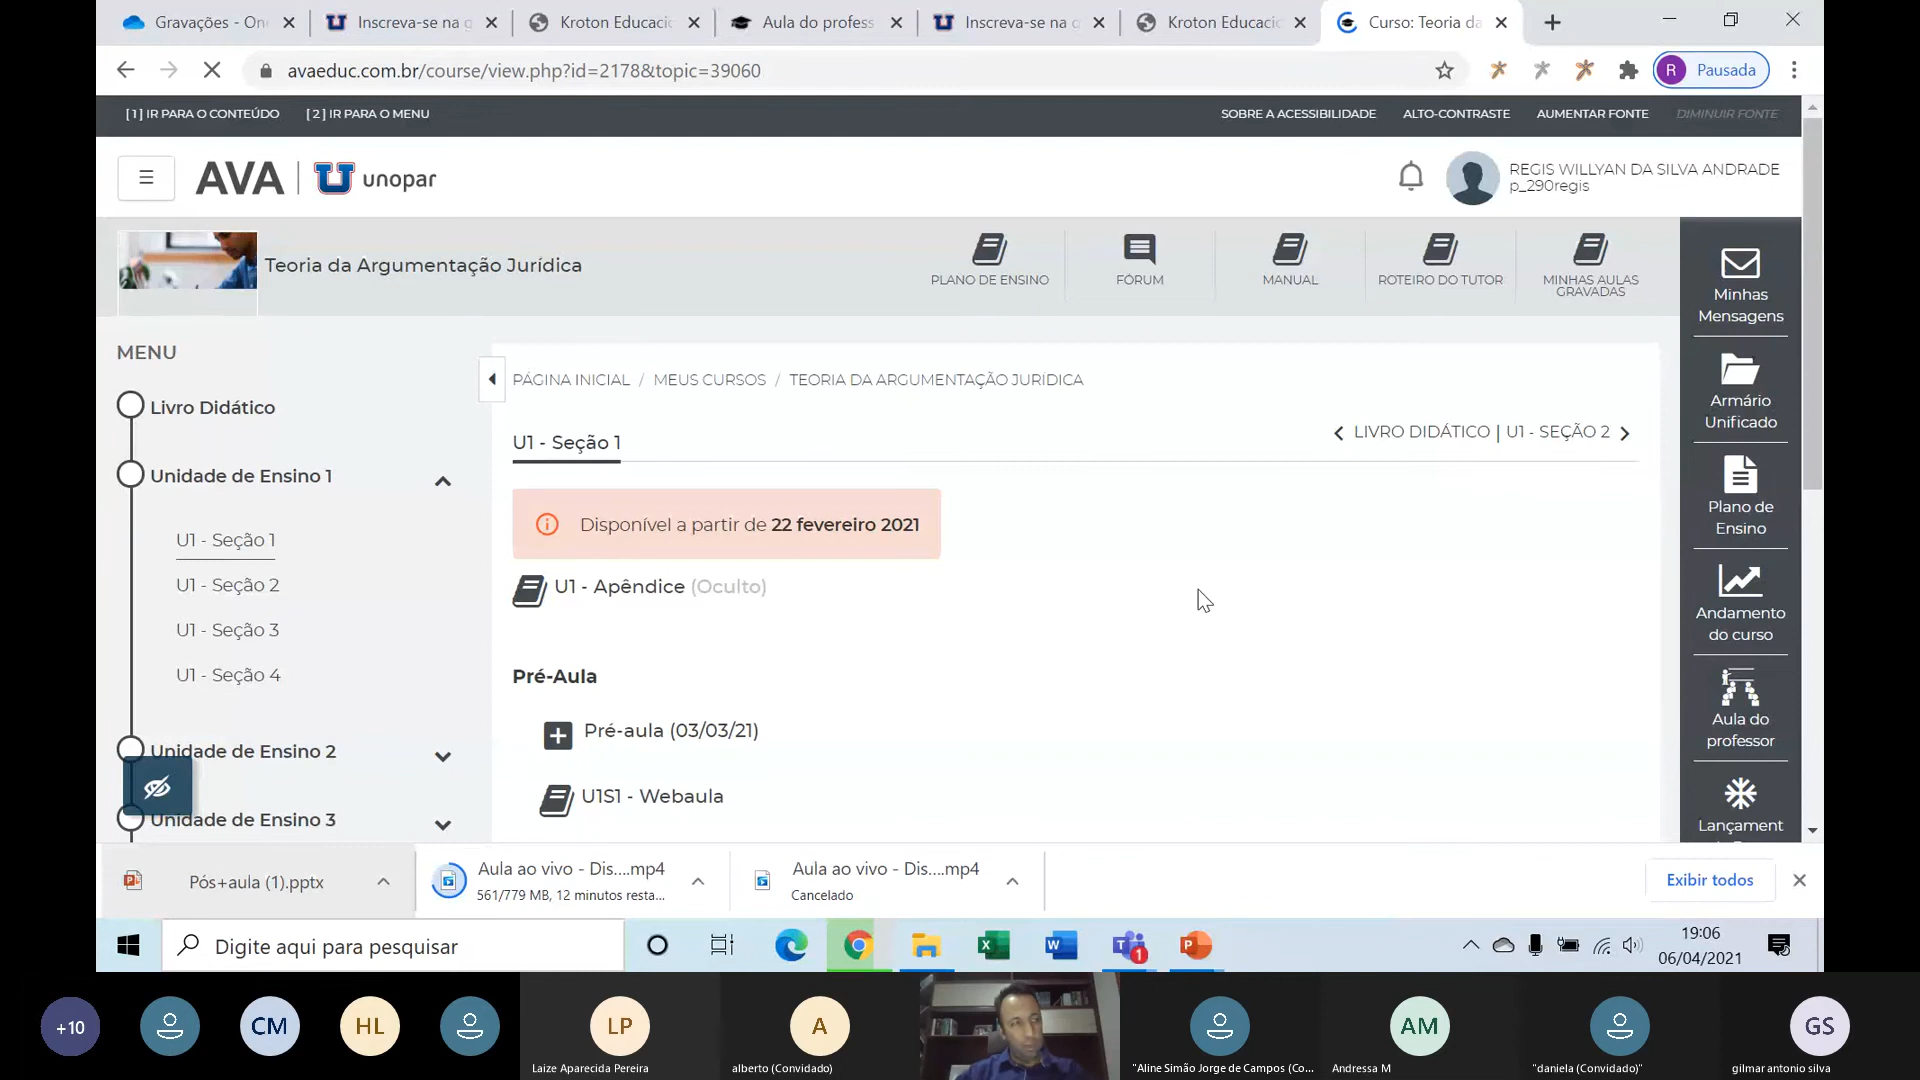 Gravações - On
Inscreva-se na q
Kroton Educaci
Aula do profess
Inscreva-se na q
Kroton Educaci
Curso: Teoria da
avaeduc.com.br/course/view.php?id=2178&topic=39060
R
Pausada
[ 1 ] IR PARA O CONTEÚDO
[ 2 ] IR PARA O MENU
SOBRE A ACESSIBILIDADE
ALTO-CONTRASTE
AUMENTAR FONTE
DIMINUIR FONTE
AVA
unopar
REGIS WILLYAN DA SILVA ANDRADE
p_290regis
Teoria da Argumentação Jurídica
PLANO DE ENSINO
FÓRUM
MANUAL
ROTEIRO DO TUTOR
MINHAS AULAS
GRAVADAS
Minhas
Mensagens
Armário
Unificado
Plano de
Ensino
Andamento
do curso
Aula do
professor
Lançament
MENU
Livro Didático
Unidade de Ensino 1
U1 - Seção 1
U1 - Seção 2
U1 - Seção 3
U1 - Seção 4
Unidade de Ensino 2
Unidade de Ensino 3
PÁGINA INICIAL / MEUS CURSOS / TEORIA DA ARGUMENTAÇÃO JURÍDICA
LIVRO DIDÁTICO | U1 - SEÇÃO 2
U1 - Seção 1
Disponível a partir de 22 fevereiro 2021
U1 - Apêndice (Oculto)
Pré-Aula
Pré-aula (03/03/21)
U1S1 - Webaula
Pós+aula (1).pptx
Aula ao vivo - Dis....mp4
561/779 MB, 12 minutos resta...
Aula ao vivo - Dis....mp4
Cancelado
Exibir todos
Digite aqui para pesquisar
1
19:06
06/04/2021
+10
CM
HL
LP
Laize Aparecida Pereira
A
alberto (Convidado)
"Aline Simão Jorge de Campos (Co...
AM
Andressa M
"daniela (Convidado)"
GS
gilmar antonio silva